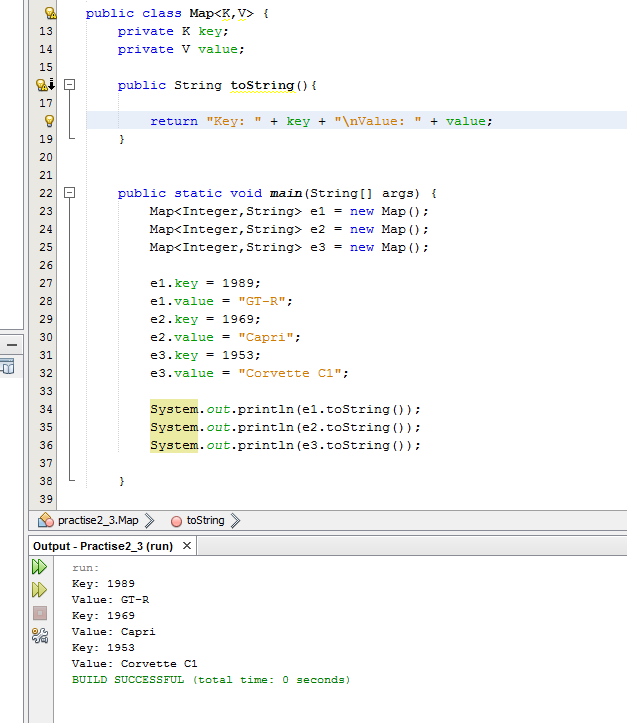 public class Map<K,V> {
13 private K key;
14 private V value;
15
public String toString(){
17
return "Key: " + key + "\nValue: " + value;
19 }
20
21
22 public static void main(String[] args) {
23 Map<Integer,String> e1 = new Map();
24 Map<Integer,String> e2 = new Map();
25 Map<Integer,String> e3 = new Map();
26
27 e1.key = 1989;
28 e1.value = "GT-R";
29 e2.key = 1969;
30 e2.value = "Capri";
31 e3.key = 1953;
32 e3.value = "Corvette C1";
33
34 System.out.println(e1.toString());
35 System.out.println(e2.toString());
36 System.out.println(e3.toString());
37
38 }
39
practise2_3.Map toString
Output - Practise2_3 (run)
run:
Key: 1989
Value: GT-R
Key: 1969
Value: Capri
Key: 1953
Value: Corvette C1
BUILD SUCCESSFUL (total time: 0 seconds)